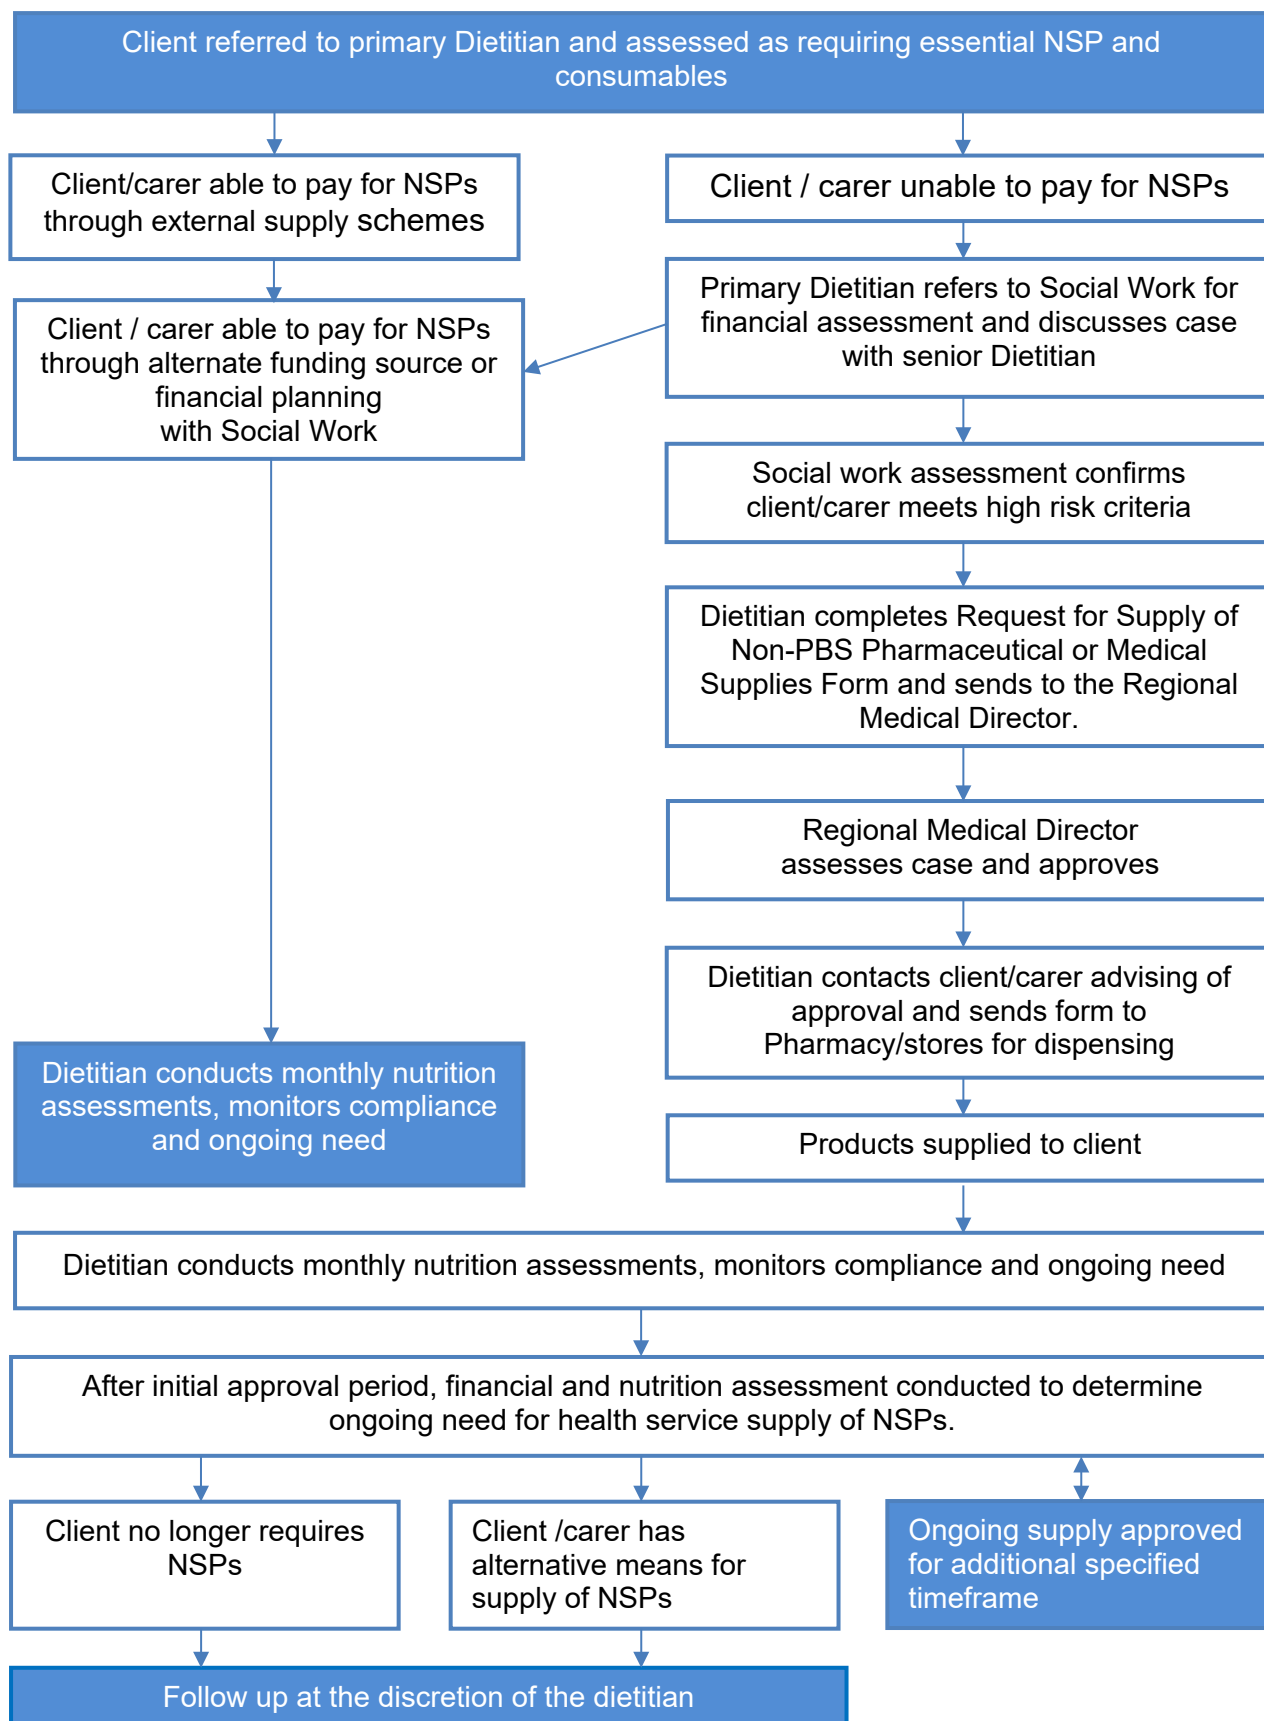 Client referred to primary Dietitian and assessed as requiring essential NSP and
consumables
Client/carer able to pay for NSPs
through external supply schemes
Client / carer unable to pay for NSPs
Client / carer able to pay for NSPs
through alternate funding source or
financial planning
with Social Work
Primary Dietitian refers to Social Work for
financial assessment and discusses case
with senior Dietitian
Social work assessment confirms
client/carer meets high risk criteria
Dietitian completes Request for Supply of
Non-PBS Pharmaceutical or Medical
Supplies Form and sends to the Regional
Medical Director.
Regional Medical Director
assesses case and approves
Dietitian contacts client/carer advising of
approval and sends form to
Pharmacy/stores for dispensing
Dietitian conducts monthly nutrition
assessments, monitors compliance
and ongoing need
Products supplied to client
Dietitian conducts monthly nutrition assessments, monitors compliance and ongoing need
After initial approval period, financial and nutrition assessment conducted to determine
ongoing need for health service supply of NSPs.
Client no longer requires
NSPs
Client /carer has
alternative means for
supply of NSPs
Ongoing supply approved
for additional specified
timeframe
Follow up at the discretion of the dietitian